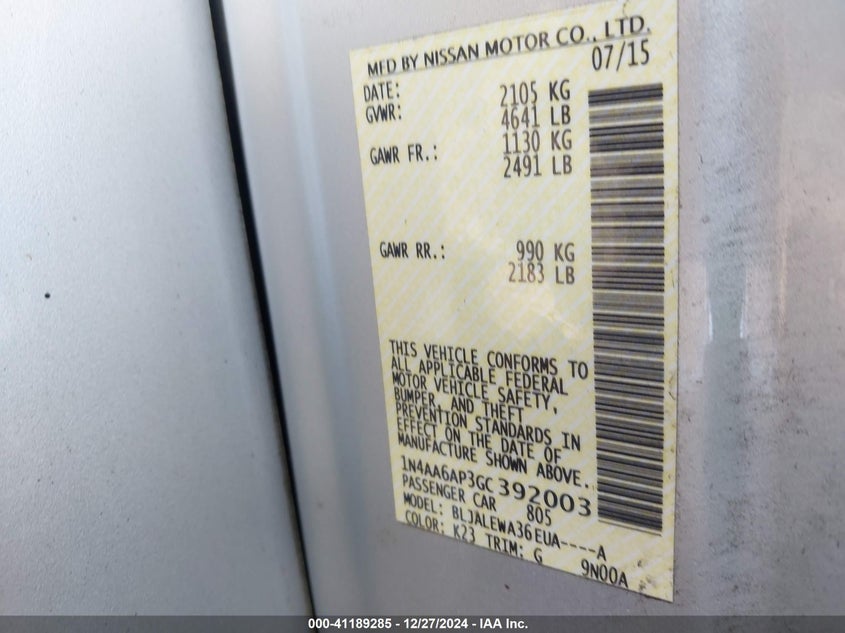 MFD BY NISSAN MOTOR CO., LTD.
DATE: 07/15
GVWR: 2105 KG
4641 LB
GAWR FR.: 1130 KG
2491 LB
GAWR RR.: 990 KG
2183 LB
THIS VEHICLE CONFORMS TO
ALL APPLICABLE FEDERAL
MOTOR VEHICLE SAFETY,
BUMPER, AND THEFT
PREVENTION STANDARDS IN
EFFECT ON THE DATE OF
MANUFACTURE SHOWN ABOVE.
1N4AA6AP3GC392003
PASSENGER CAR 805
MODEL: BLJALEWA36EUA----A
COLOR: K23 TRIM: G 9N00A
000-41189285 - 12/27/2024 - IAA Inc.